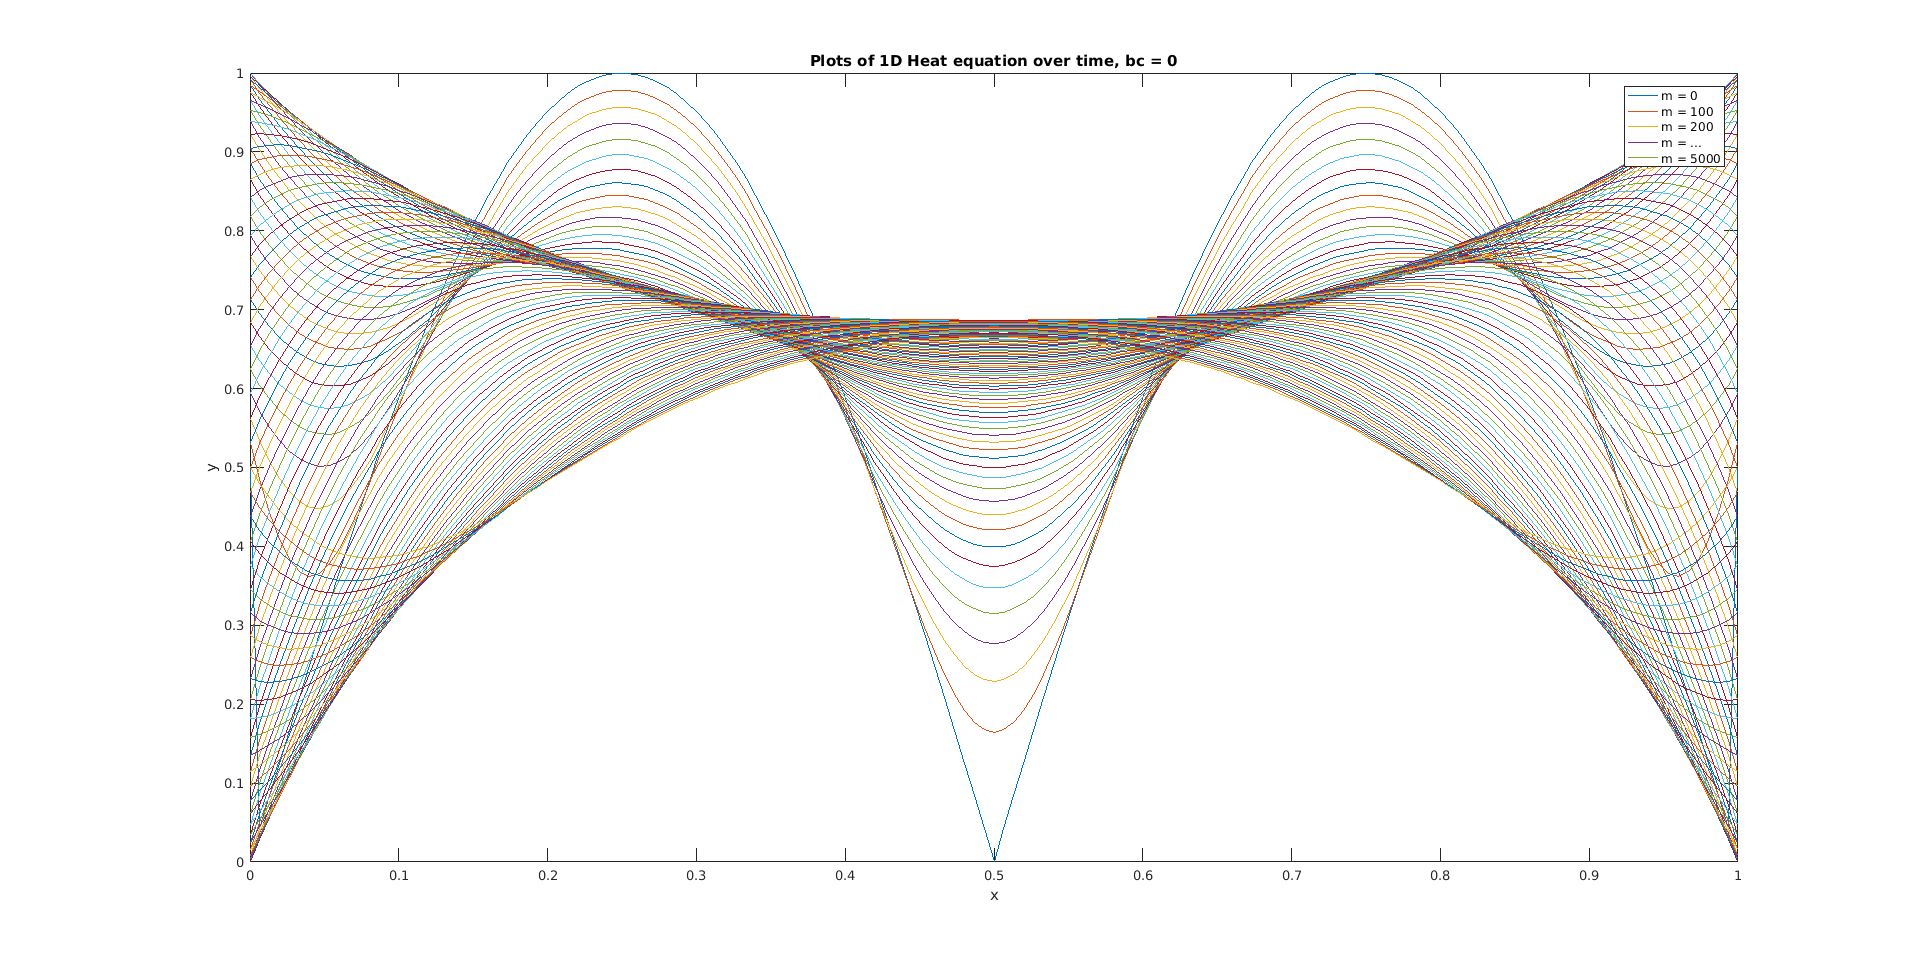 Plots of 1D Heat equation over time, bc = 0
m = 0
m = 100
m = 200
m = ...
m = 5000
y
1
0.9
0.8
0.7
0.6
0.5
0.4
0.3
0.2
0.1
0
0 0.1 0.2 0.3 0.4 0.5 0.6 0.7 0.8 0.9 1
x